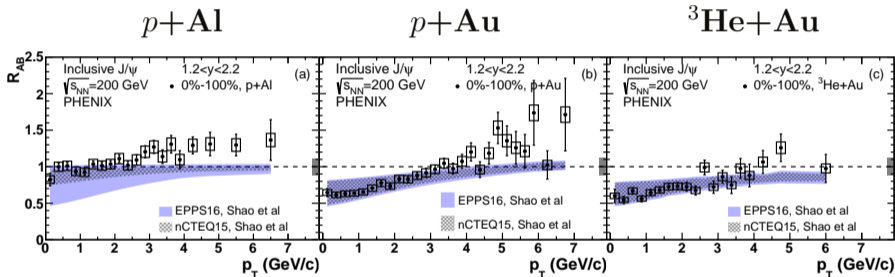 p+Al
p+Au
³He+Au
R_AB
2.5
2
1.5
1
0.5
0
Inclusive J/ψ
√s_NN=200 GeV
PHENIX
1.2<y<2.2
0%-100%, p+Al
(a)
EPPS16, Shao et al
nCTEQ15, Shao et al
0 1 2 3 4 5 6 7
p_T (GeV/c)
Inclusive J/ψ
√s_NN=200 GeV
PHENIX
1.2<y<2.2
0%-100%, p+Au
(b)
EPPS16, Shao et al
nCTEQ15, Shao et al
0 1 2 3 4 5 6 7
p_T (GeV/c)
Inclusive J/ψ
√s_NN=200 GeV
PHENIX
1.2<y<2.2
0%-100%, ³He+Au
(c)
EPPS16, Shao et al
nCTEQ15, Shao et al
0 1 2 3 4 5 6 7
p_T (GeV/c)